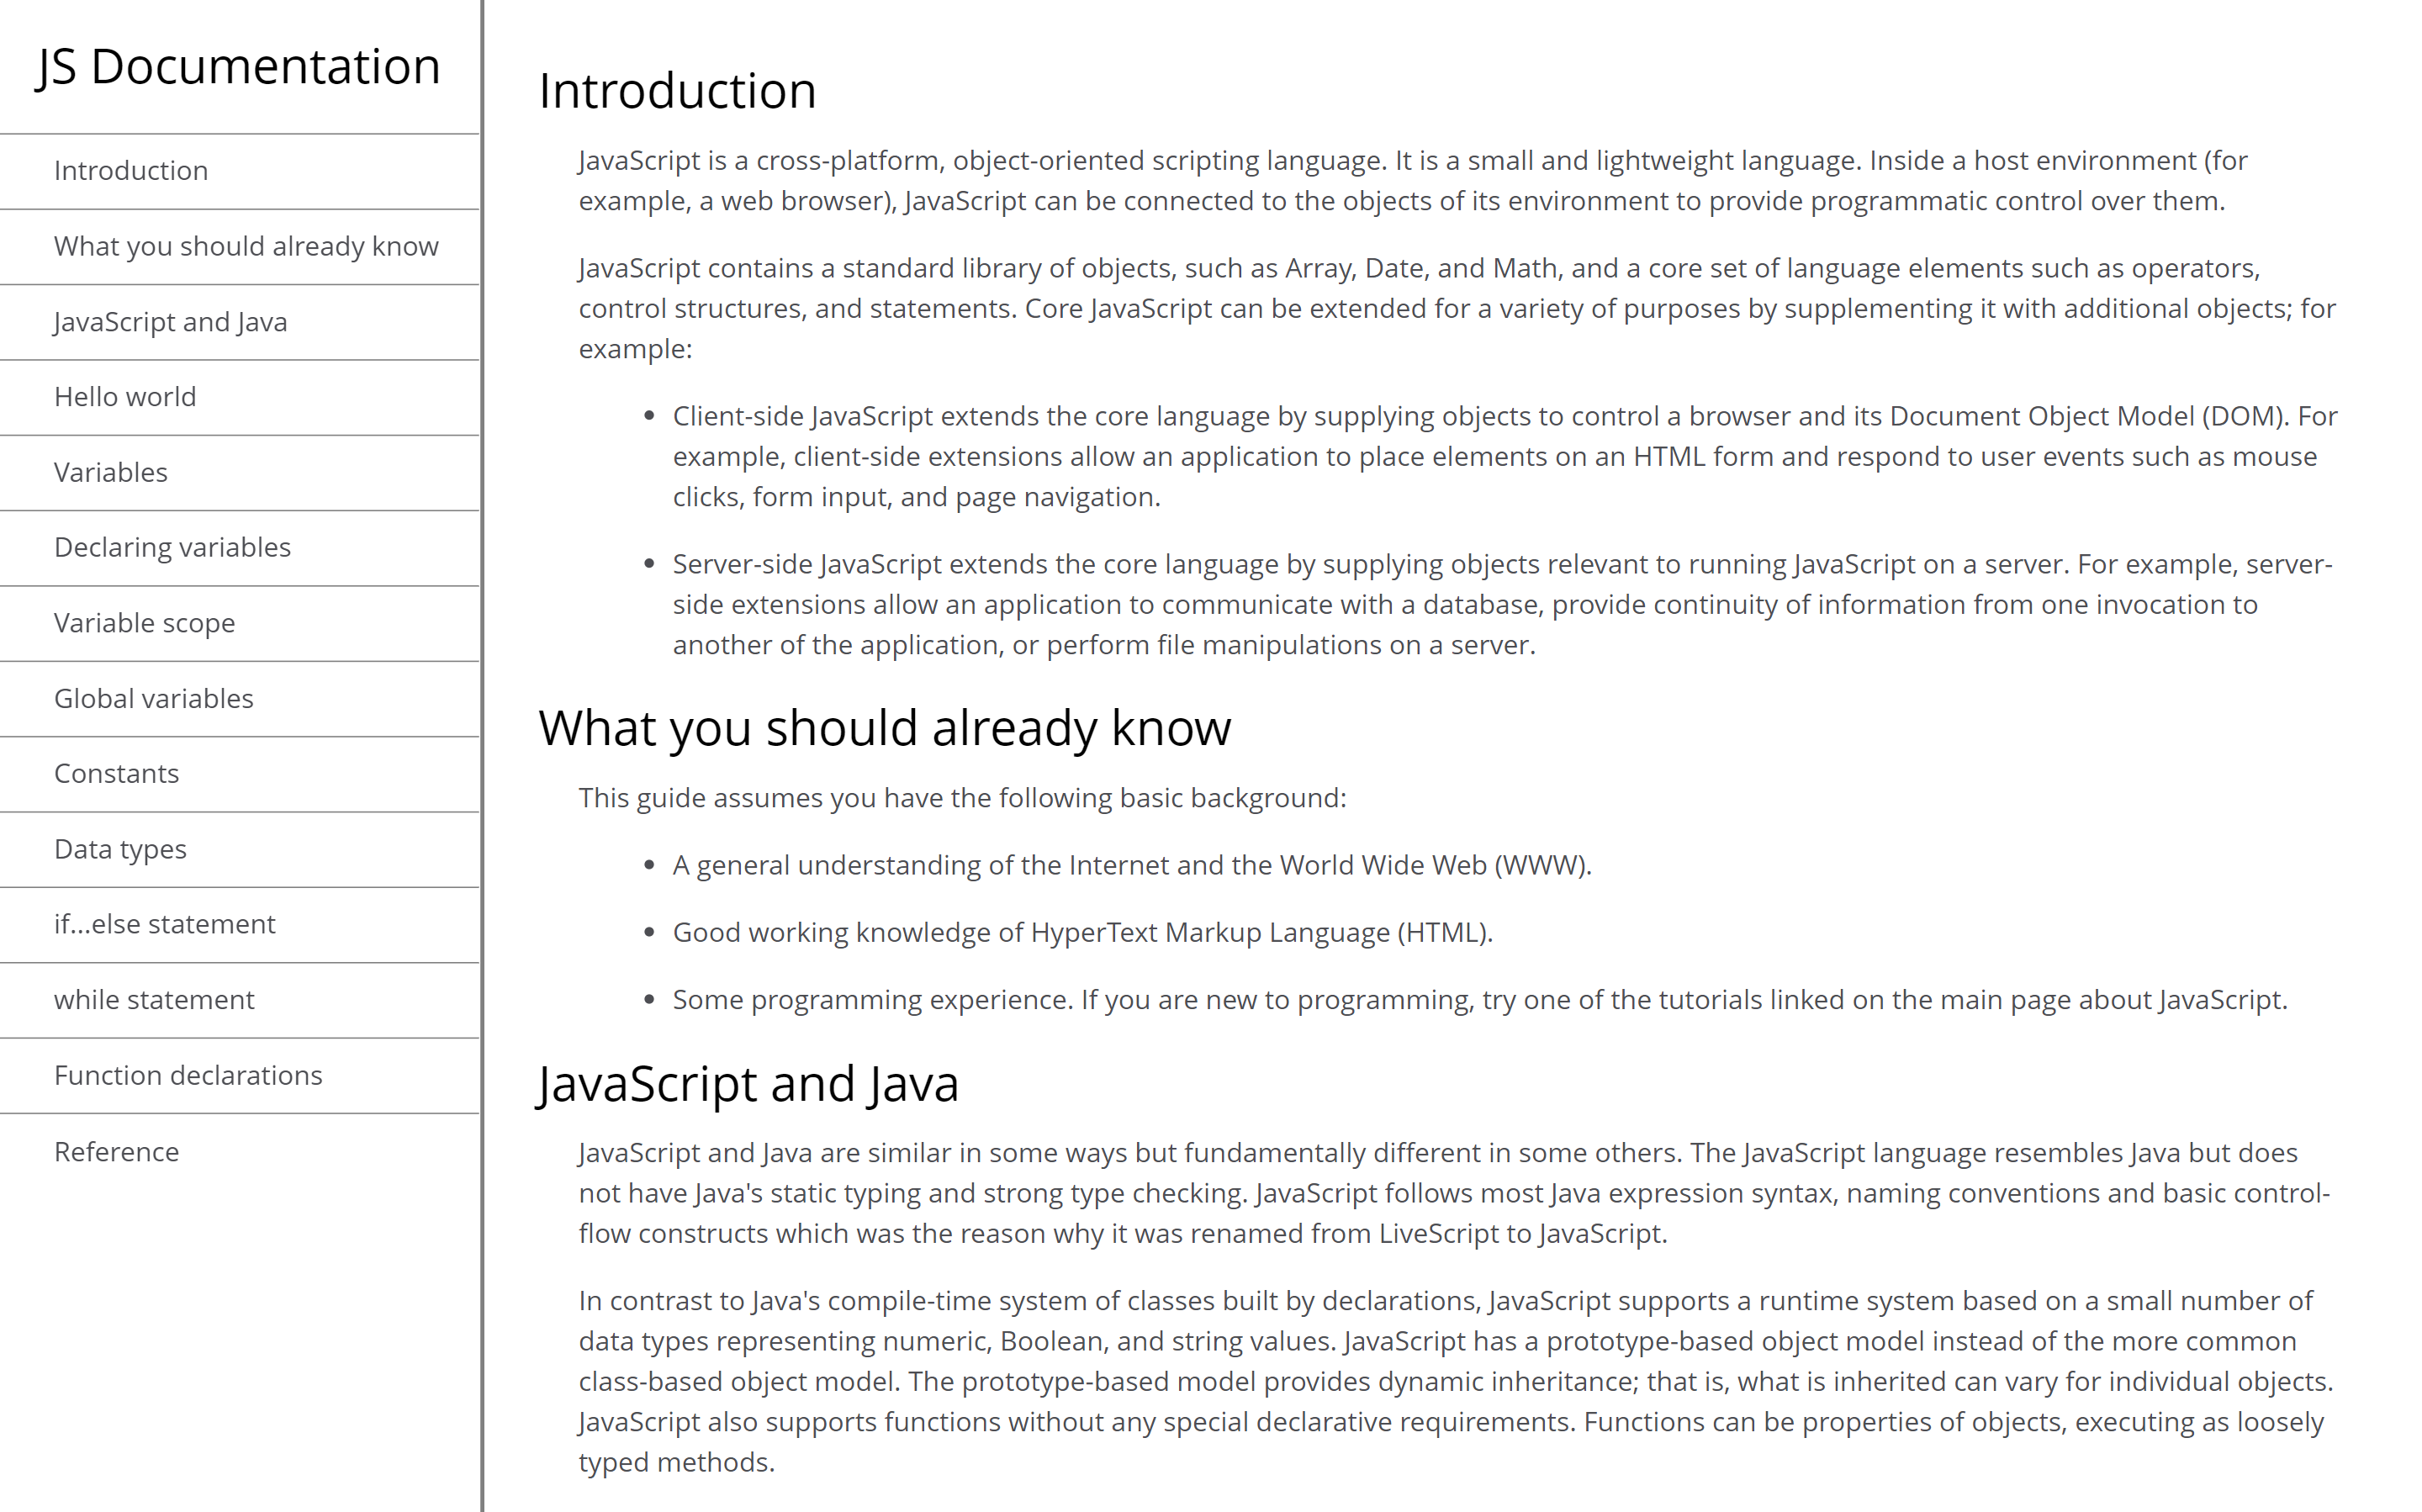 JS Documentation
Introduction
What you should already know
JavaScript and Java
Hello world
Variables
Declaring variables
Variable scope
Global variables
Constants
Data types
if...else statement
while statement
Function declarations
Reference
Introduction
JavaScript is a cross-platform, object-oriented scripting language. It is a small and lightweight language. Inside a host environment (for
example, a web browser), JavaScript can be connected to the objects of its environment to provide programmatic control over them.
JavaScript contains a standard library of objects, such as Array, Date, and Math, and a core set of language elements such as operators,
control structures, and statements. Core JavaScript can be extended for a variety of purposes by supplementing it with additional objects; for
example:
• Client-side JavaScript extends the core language by supplying objects to control a browser and its Document Object Model (DOM). For
example, client-side extensions allow an application to place elements on an HTML form and respond to user events such as mouse
clicks, form input, and page navigation.
• Server-side JavaScript extends the core language by supplying objects relevant to running JavaScript on a server. For example, server-
side extensions allow an application to communicate with a database, provide continuity of information from one invocation to
another of the application, or perform file manipulations on a server.
What you should already know
This guide assumes you have the following basic background:
• A general understanding of the Internet and the World Wide Web (WWW).
• Good working knowledge of HyperText Markup Language (HTML).
• Some programming experience. If you are new to programming, try one of the tutorials linked on the main page about JavaScript.
JavaScript and Java
JavaScript and Java are similar in some ways but fundamentally different in some others. The JavaScript language resembles Java but does
not have Java's static typing and strong type checking. JavaScript follows most Java expression syntax, naming conventions and basic control-
flow constructs which was the reason why it was renamed from LiveScript to JavaScript.
In contrast to Java's compile-time system of classes built by declarations, JavaScript supports a runtime system based on a small number of
data types representing numeric, Boolean, and string values. JavaScript has a prototype-based object model instead of the more common
class-based object model. The prototype-based model provides dynamic inheritance; that is, what is inherited can vary for individual objects.
JavaScript also supports functions without any special declarative requirements. Functions can be properties of objects, executing as loosely
typed methods.